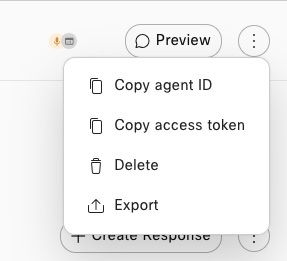 Preview
Copy agent ID
Copy access token
Delete
Export
Create Response